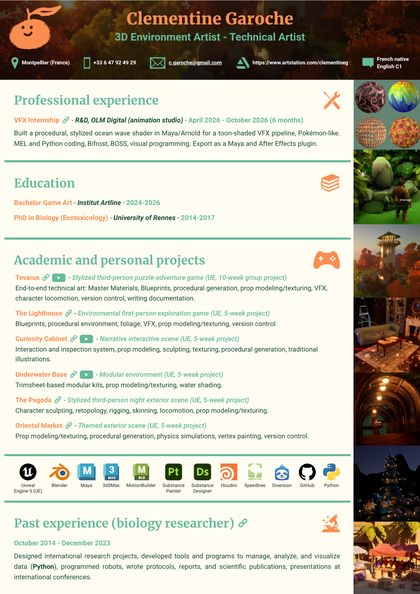 Clementine Garoche
3D Environment Artist - Technical Artist
Montpellier (France)
+33 6 47 92 49 29
c.garoche@gmail.com
https://www.artstation.com/clementineg
French native
English C1
Professional experience
VFX Internship - R&D, OLM Digital (animation studio) - April 2026 - October 2026 (6 months)
Built a procedural, stylized ocean wave shader in Maya/Arnold for a toon-shaded VFX pipeline, Pokémon-like.
MEL and Python coding, Bifrost, BOSS, visual programming. Export as a Maya and After Effects plugin.
Education
Bachelor Game Art - Institut Artline - 2024-2026
PhD in Biology (Ecotoxicology) - University of Rennes - 2014-2017
Academic and personal projects
Tevarua - Stylized third-person puzzle-adventure game (UE, 10-week group project)
End-to-end technical art: Master Materials, Blueprints, procedural generation, prop modeling/texturing, VFX,
character locomotion, version control, writing documentation.
The Lighthouse - Environmental first-person exploration game (UE, 5-week project)
Blueprints, procedural environment, foliage, VFX, prop modeling/texturing, version control.
Curiosity Cabinet - Narrative interactive scene (UE, 5-week project)
Interaction and inspection system, prop modeling, sculpting, texturing, procedural generation, traditional
illustrations.
Underwater Base - Modular environment (UE, 5-week project)
Trimsheet-based modular kits, prop modeling/texturing, water shading.
The Pagoda - Stylized third-person night exterior scene (UE, 5-week project)
Character sculpting, retopology, rigging, skinning, locomotion, prop modeling/texturing.
Oriental Market - Themed exterior scene (UE, 5-week project)
Prop modeling/texturing, procedural generation, physics simulations, vertex painting, version control.
Unreal Engine 5 (UE)
Blender
Maya
3dSMax
MotionBuilder
Substance Painter
Substance Designer
Houdini
Speedtree
Diversion
GitHub
Python
Past experience (biology researcher)
October 2014 - December 2023
Designed international research projects, developed tools and programs to manage, analyze, and visualize
data (Python), programmed robots, wrote protocols, reports, and scientific publications, presentations at
international conferences.